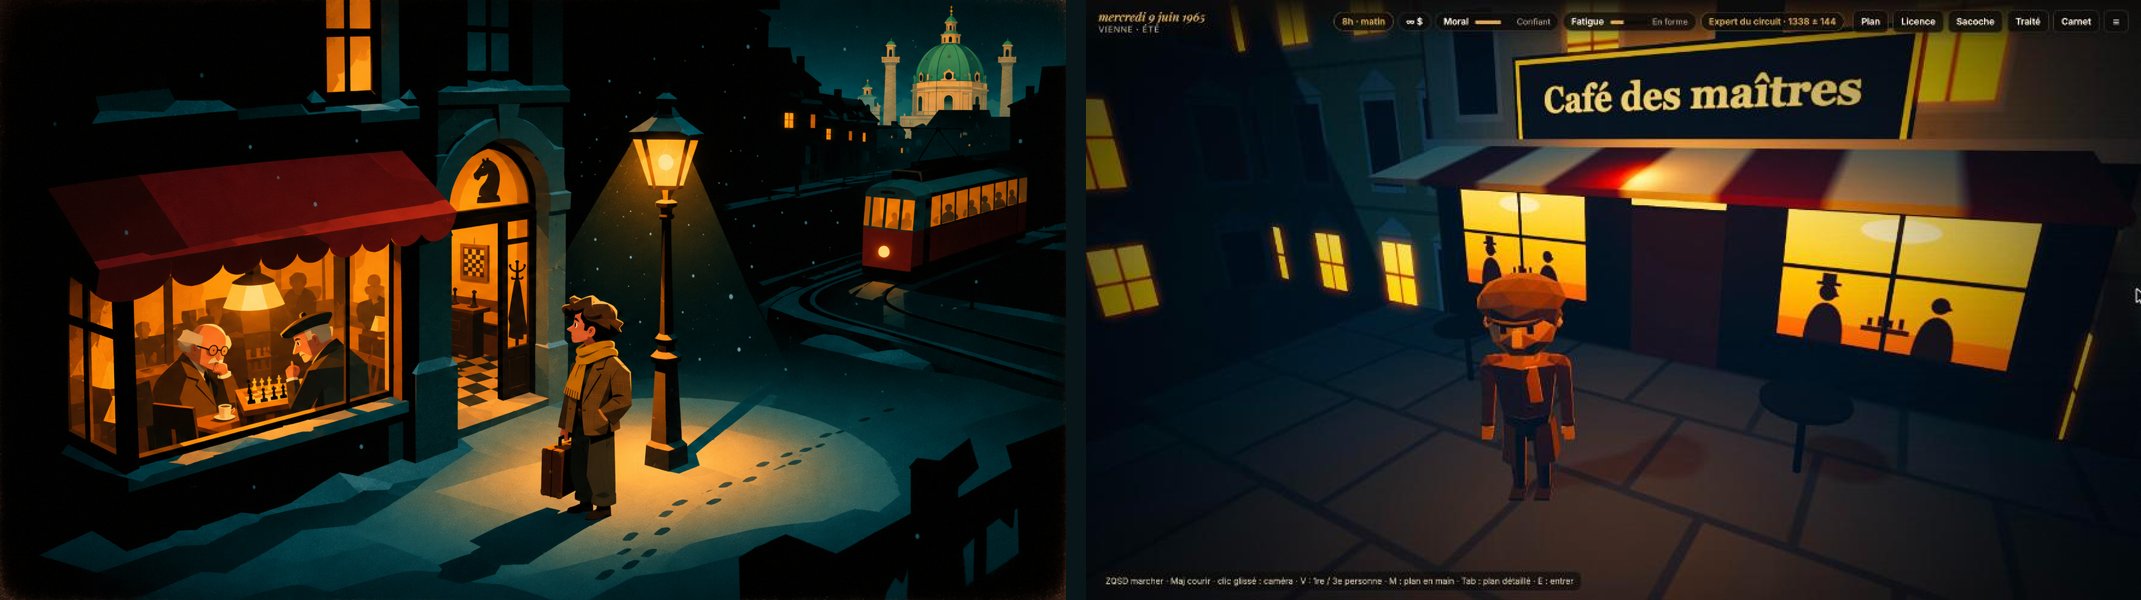 mercredi 9 juin 1965
VIENNE · ÉTÉ
8h · matin
∞ $
Moral
Confiant
Fatigue
En forme
Expert du circuit · 1338 ± 144
Plan
Licence
Sacoche
Traité
Carnet
≡
Café des maîtres
ZQSD marcher · Maj courir · clic glissé : caméra · V : 1re / 3e personne · M : plan en main · Tab : plan détaillé · E : entrer